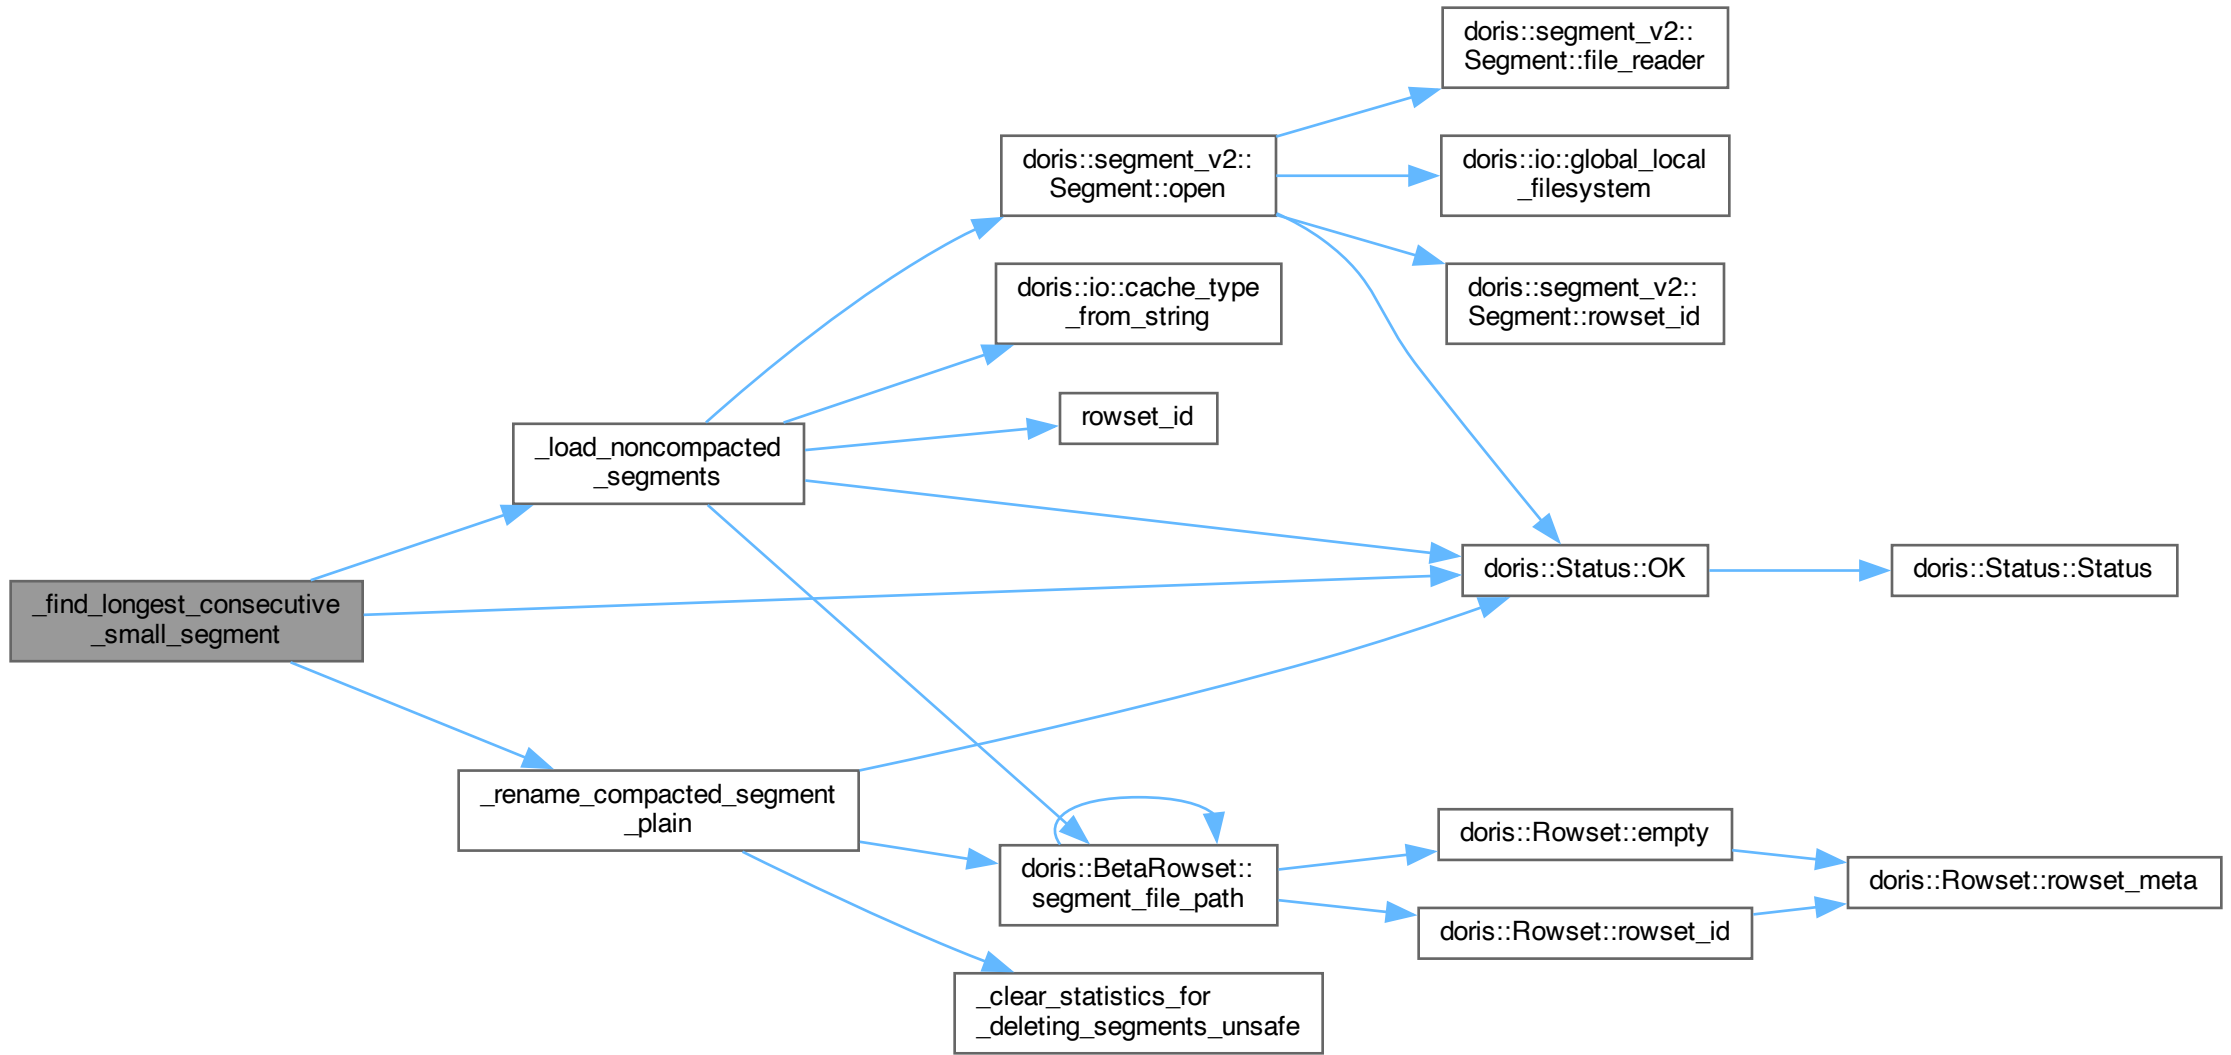 doris::segment_v2::
Segment::file_reader
doris::segment_v2::
Segment::open
doris::io::global_local
_filesystem
doris::io::cache_type
_from_string
doris::segment_v2::
Segment::rowset_id
rowset_id
_load_noncompacted
_segments
doris::Status::OK
doris::Status::Status
_find_longest_consecutive
_small_segment
_rename_compacted_segment
_plain
doris::BetaRowset::
segment_file_path
doris::Rowset::empty
doris::Rowset::rowset_meta
doris::Rowset::rowset_id
_clear_statistics_for
_deleting_segments_unsafe